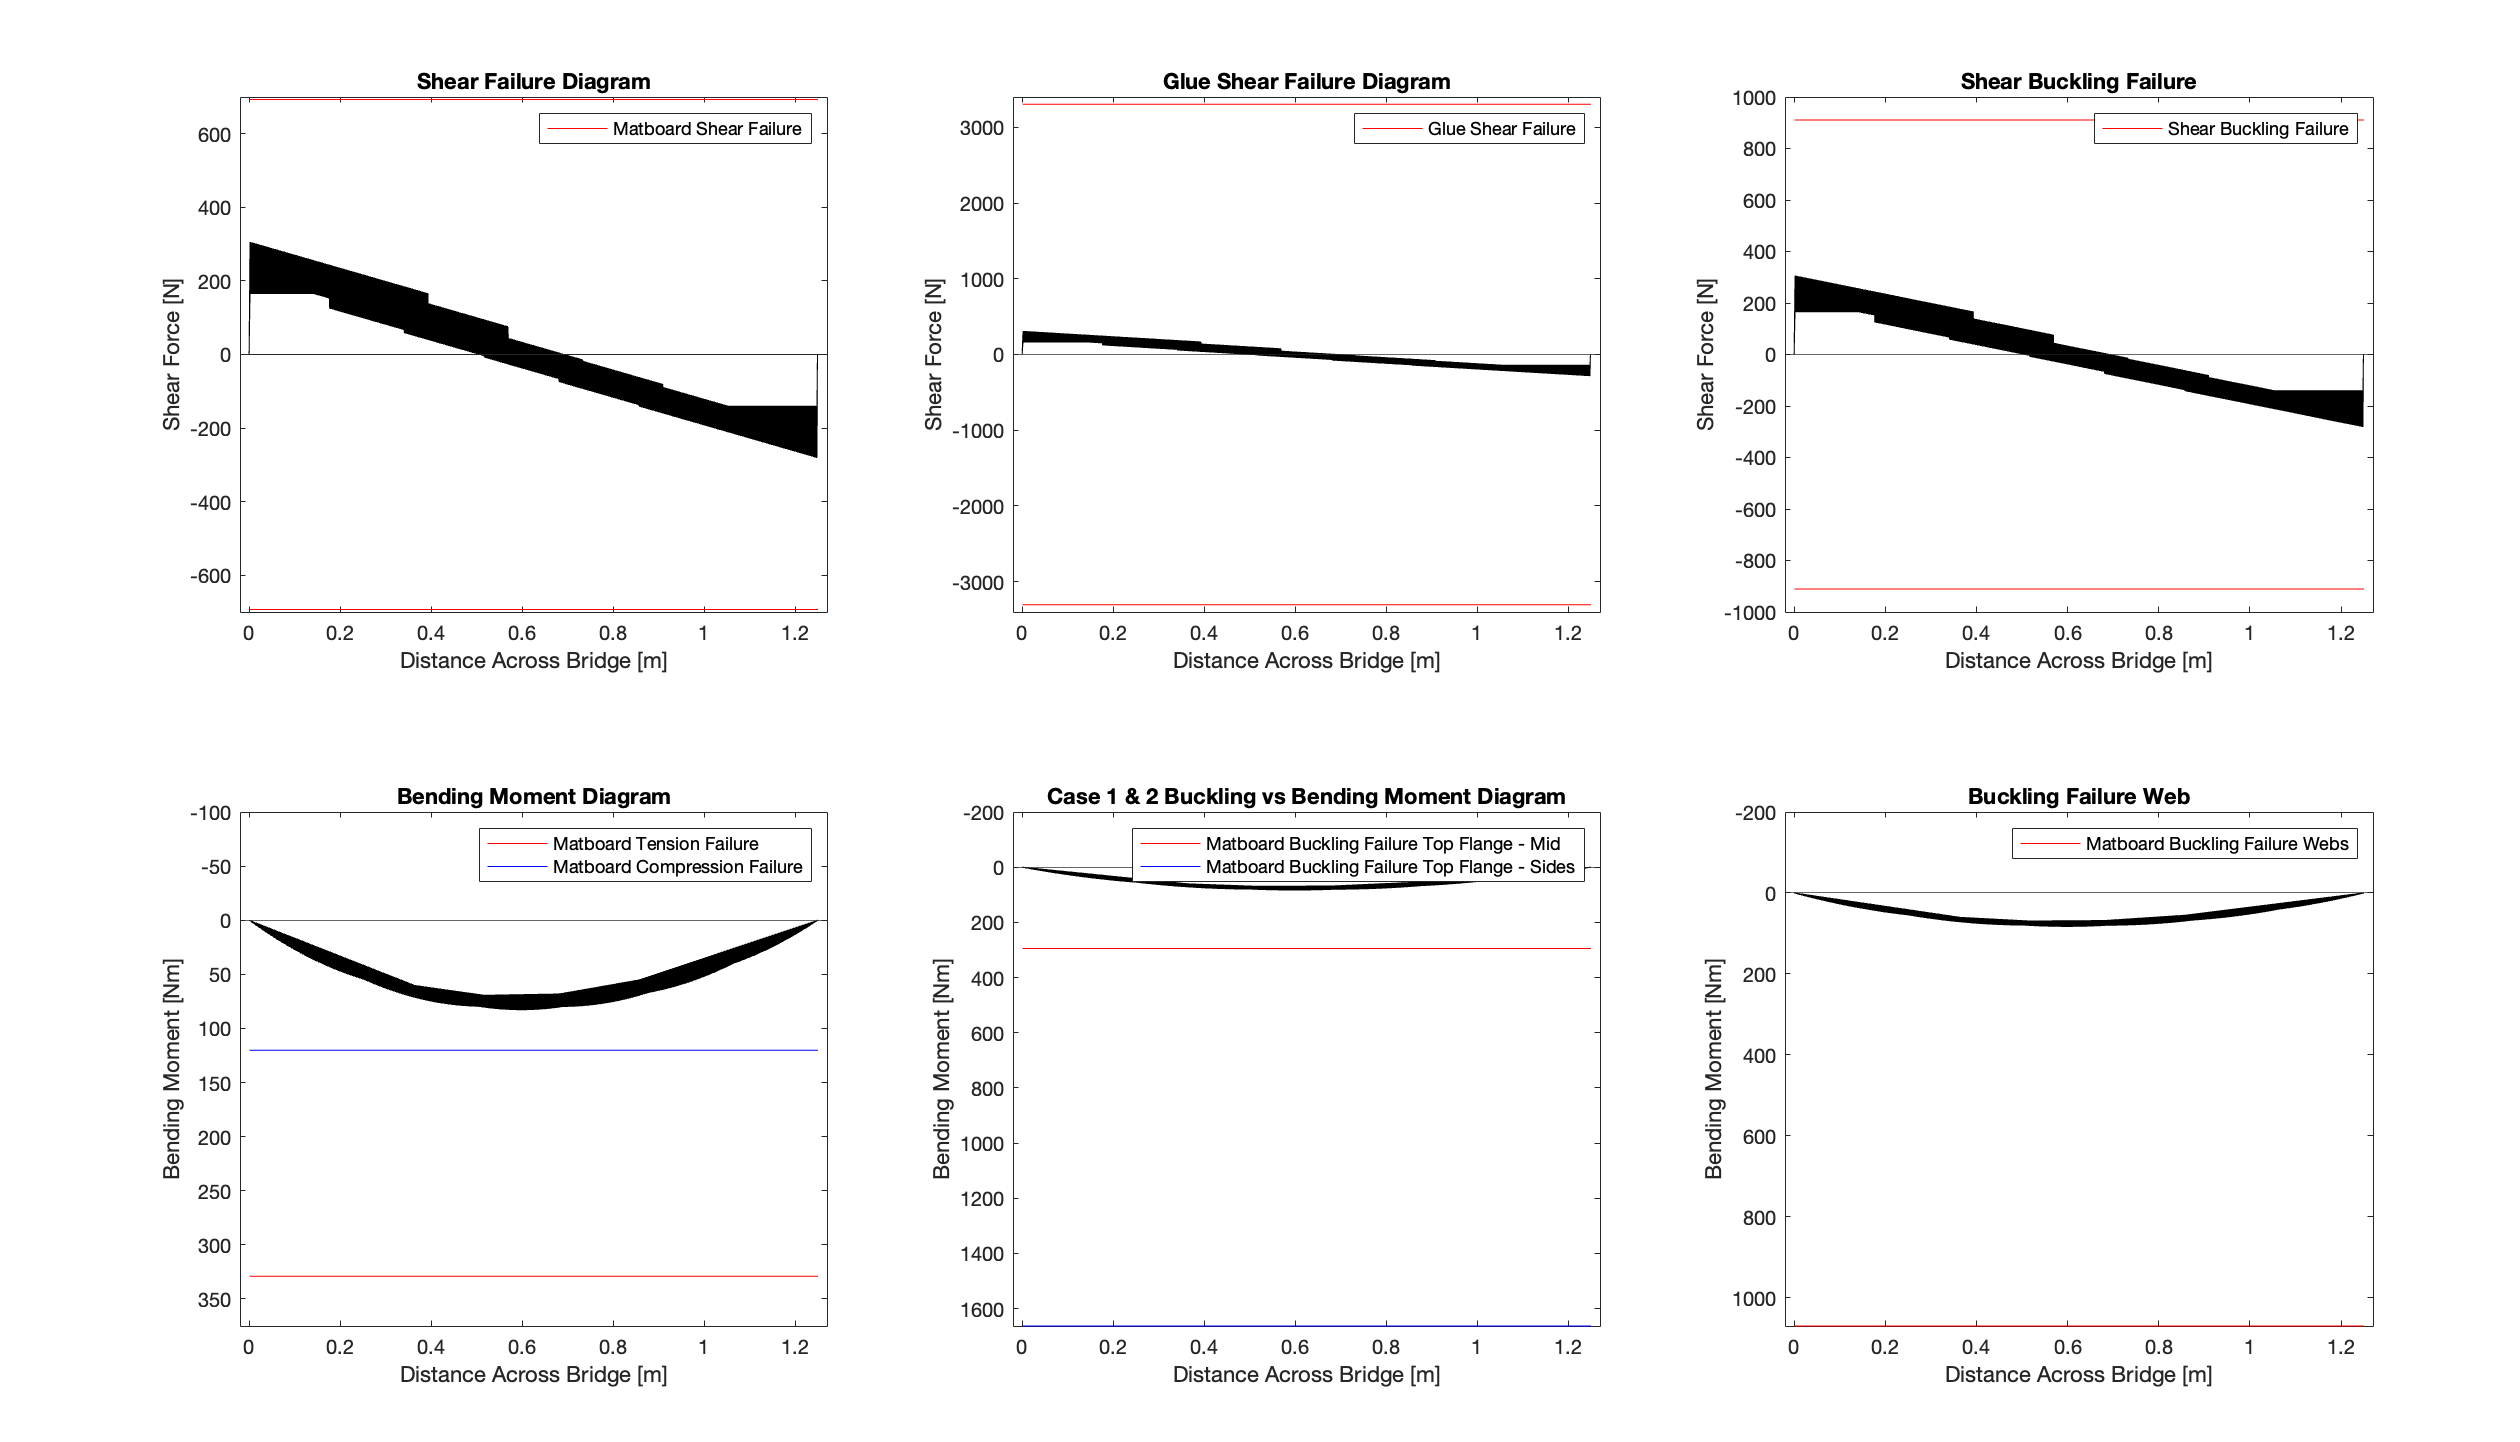 Shear Failure Diagram
Matboard Shear Failure
600
400
200
0
-200
-400
-600
Shear Force [N]
0 0.2 0.4 0.6 0.8 1 1.2
Distance Across Bridge [m]
Glue Shear Failure Diagram
Glue Shear Failure
3000
2000
1000
0
-1000
-2000
-3000
Shear Force [N]
0 0.2 0.4 0.6 0.8 1 1.2
Distance Across Bridge [m]
Shear Buckling Failure
Shear Buckling Failure
1000
800
600
400
200
0
-200
-400
-600
-800
-1000
Shear Force [N]
0 0.2 0.4 0.6 0.8 1 1.2
Distance Across Bridge [m]
Bending Moment Diagram
Matboard Tension Failure
Matboard Compression Failure
-100
-50
0
50
100
150
200
250
300
350
Bending Moment [Nm]
0 0.2 0.4 0.6 0.8 1 1.2
Distance Across Bridge [m]
Case 1 & 2 Buckling vs Bending Moment Diagram
Matboard Buckling Failure Top Flange - Mid
Matboard Buckling Failure Top Flange - Sides
-200
0
200
400
600
800
1000
1200
1400
1600
Bending Moment [Nm]
0 0.2 0.4 0.6 0.8 1 1.2
Distance Across Bridge [m]
Buckling Failure Web
Matboard Buckling Failure Webs
-200
0
200
400
600
800
1000
Bending Moment [Nm]
0 0.2 0.4 0.6 0.8 1 1.2
Distance Across Bridge [m]